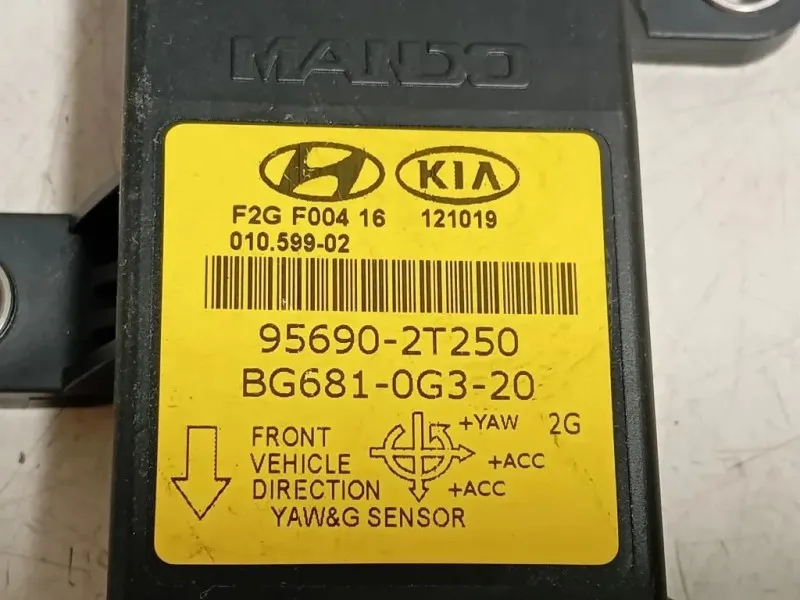 MANDO
KIA
F2G F004 16 121019
010.599-02
95690-2T250
BG681-0G3-20
+YAW 2G
FRONT
VEHICLE +ACC
DIRECTION +ACC
YAW&G SENSOR